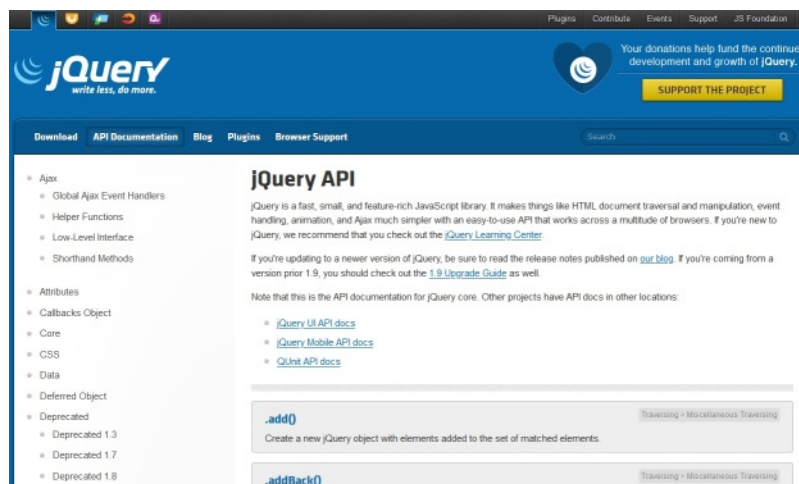 Plugins Contribute Events Support JS Foundation
jQuery
write less, do more.
Your donations help fund the continue
development and growth of jQuery.
SUPPORT THE PROJECT
Download API Documentation Blog Plugins Browser Support
Search
Ajax
Global Ajax Event Handlers
Helper Functions
Low-Level Interface
Shorthand Methods
Attributes
Callbacks Object
Core
CSS
Data
Deferred Object
Deprecated
Deprecated 1.3
Deprecated 1.7
Deprecated 1.8
jQuery API
jQuery is a fast, small, and feature-rich JavaScript library. It makes things like HTML document traversal and manipulation, event
handling, animation, and Ajax much simpler with an easy-to-use API that works across a multitude of browsers. If you're new to
jQuery, we recommend that you check out the jQuery Learning Center.
If you're updating to a newer version of jQuery, be sure to read the release notes published on our blog. If you're coming from a
version prior 1.9, you should check out the 1.9 Upgrade Guide as well.
Note that this is the API documentation for jQuery core. Other projects have API docs in other locations:
jQuery UI API docs
jQuery Mobile API docs
QUnit API docs
.add()
Traversing > Miscellaneous Traversing
Create a new jQuery object with elements added to the set of matched elements.
.addBack()
Traversing > Miscellaneous Traversing